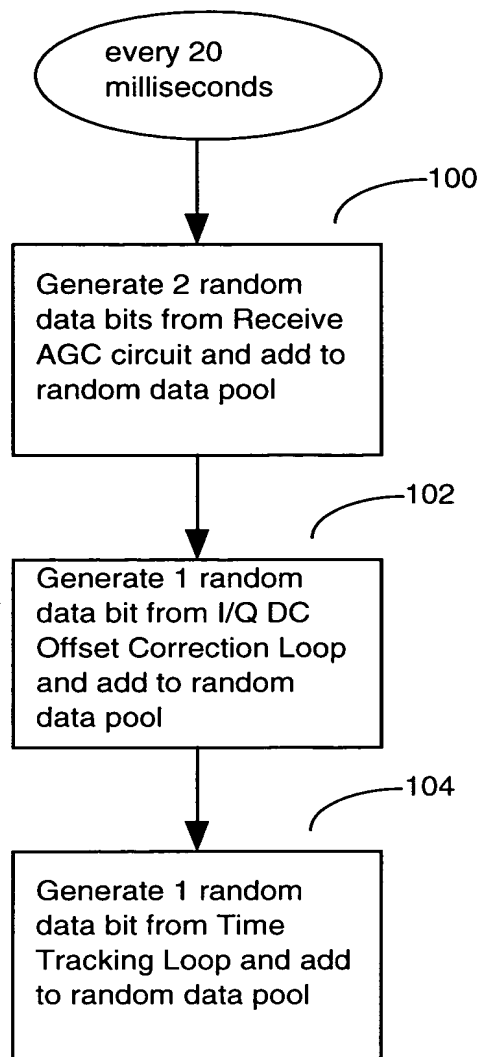 every 20
milliseconds
100
Generate 2 random
data bits from Receive
AGC circuit and add to
random data pool
102
Generate 1 random
data bit from I/Q DC
Offset Correction Loop
and add to random
data pool
104
Generate 1 random
data bit from Time
Tracking Loop and add
to random data pool